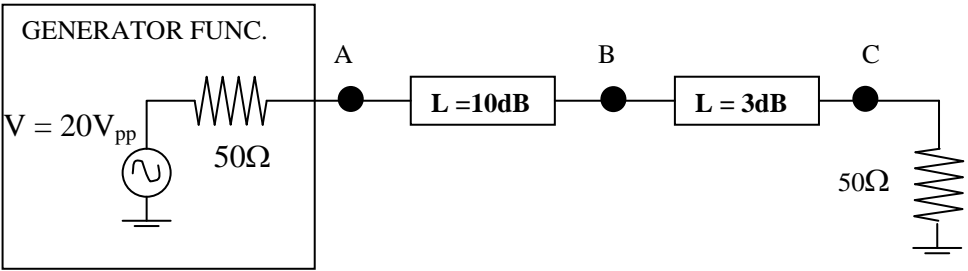 GENERATOR FUNC.
A
B
C
L =10dB
L = 3dB
V = 20Vpp
50Ω
50Ω